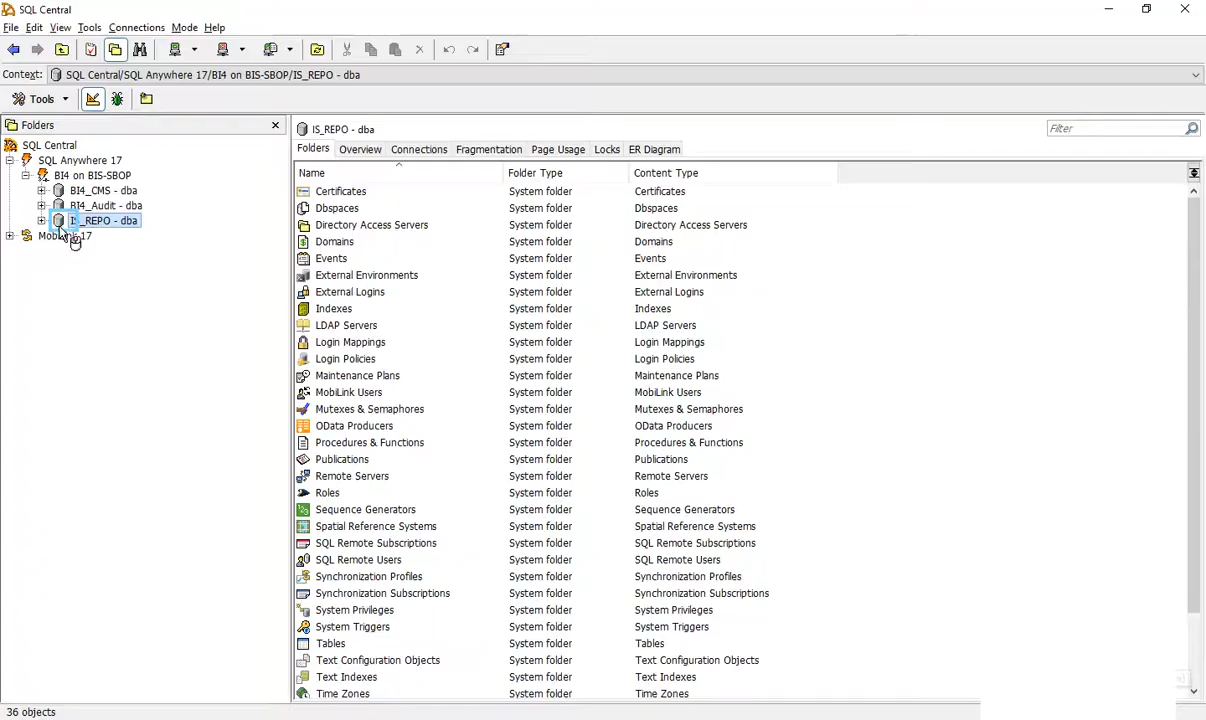 SQL Central
File Edit View Tools Connections Mode Help
Context: SQL Central/SQL Anywhere 17/BI4 on BIS-SBOP/IS_REPO - dba
Tools
Folders
SQL Central
SQL Anywhere 17
BI4 on BIS-SBOP
BI4_CMS - dba
BI4_Audit - dba
IS_REPO - dba
IS_REPO - dba
Filter
Folders Overview Connections Fragmentation Page Usage Locks ER Diagram
Name Folder Type Content Type
Certificates System folder Certificates
Dbspaces System folder Dbspaces
Directory Access Servers System folder Directory Access Servers
Domains System folder Domains
Events System folder Events
External Environments System folder External Environments
External Logins System folder External Logins
Indexes System folder Indexes
LDAP Servers System folder LDAP Servers
Login Mappings System folder Login Mappings
Login Policies System folder Login Policies
Maintenance Plans System folder Maintenance Plans
MobiLink Users System folder MobiLink Users
Mutexes & Semaphores System folder Mutexes & Semaphores
OData Producers System folder OData Producers
Procedures & Functions System folder Procedures & Functions
Publications System folder Publications
Remote Servers System folder Remote Servers
Roles System folder Roles
Sequence Generators System folder Sequence Generators
Spatial Reference Systems System folder Spatial Reference Systems
SQL Remote Subscriptions System folder SQL Remote Subscriptions
SQL Remote Users System folder SQL Remote Users
Synchronization Profiles System folder Synchronization Profiles
Synchronization Subscriptions System folder Synchronization Subscriptions
System Privileges System folder System Privileges
System Triggers System folder System Triggers
Tables System folder Tables
Text Configuration Objects System folder Text Configuration Objects
Text Indexes System folder Text Indexes
Time Zones System folder Time Zones
36 objects